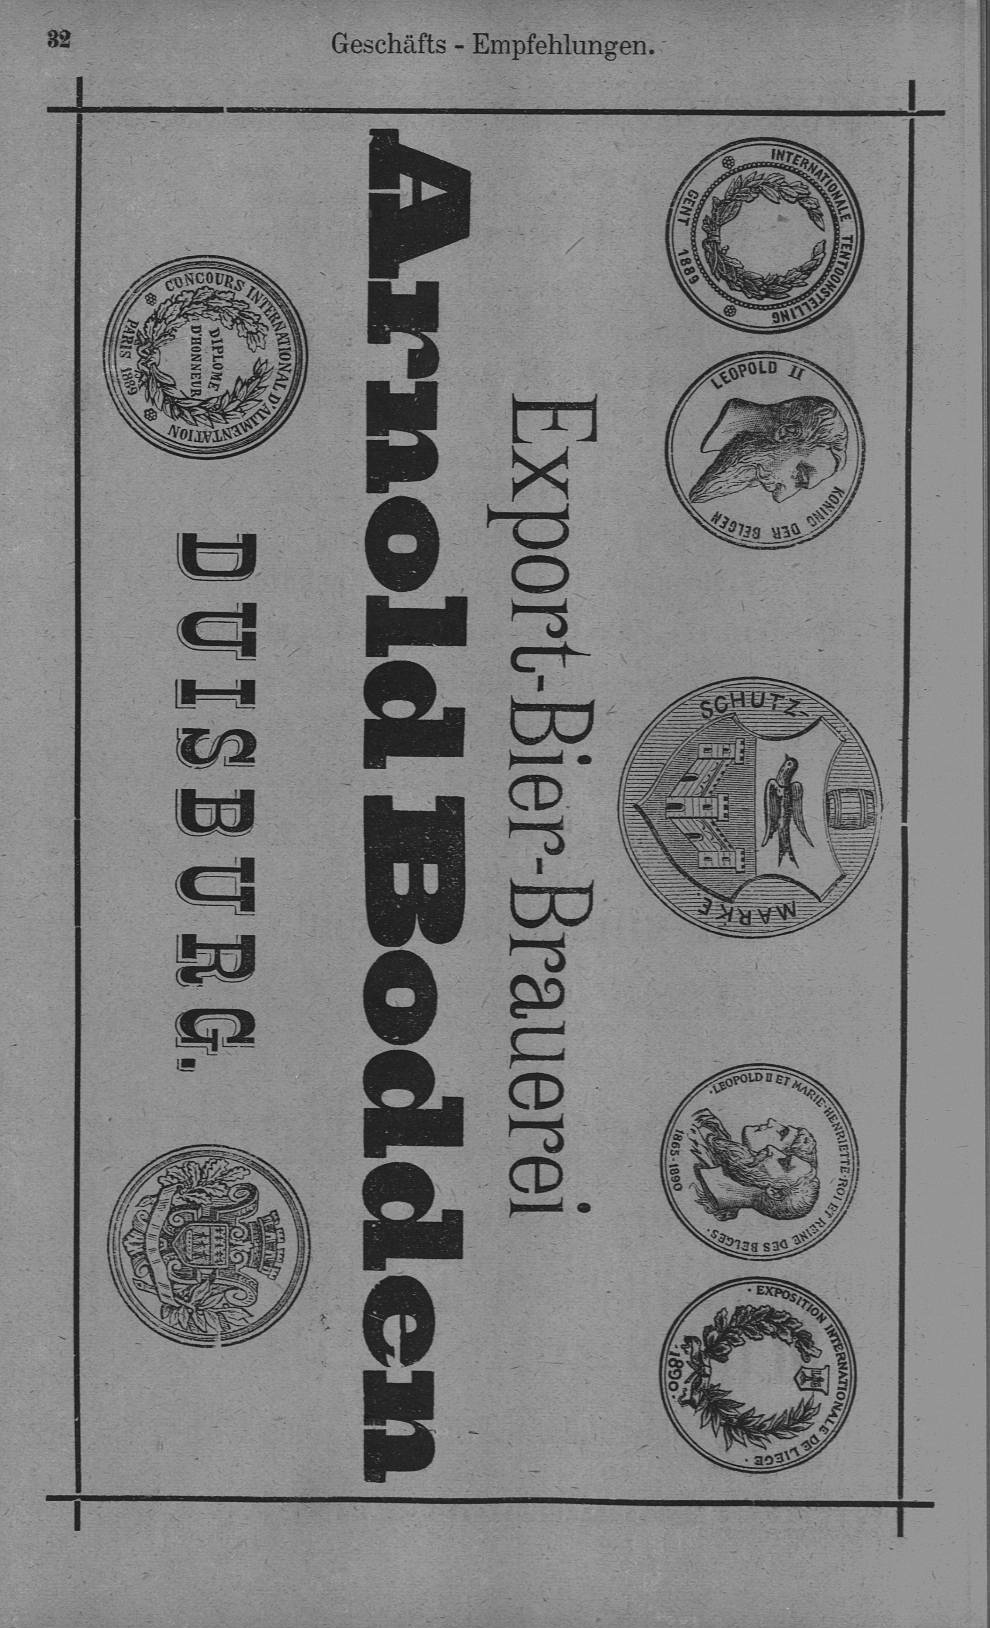 32
Geschäfts - Empfehlungen.
INTERNATIONALE TENTOONSTELLING
GENT 1889
LEOPOLD II
KONING DER BELGEN
SCHUTZ-
MARKE
·LEOPOLD II ET MARIE·HENRIETTE·ROI ET REINE DES BELGES·
1865·1890
· EXPOSITION INTERNATIONALE DE LIEGE ·
·1890·
Export-Bier-Brauerei
Arnold Bodden
DUISBURG.
CONCOURS INTERNATIONAL D'ALIMENTATION
PARIS 1889
DIPLOME
D'HONNEUR